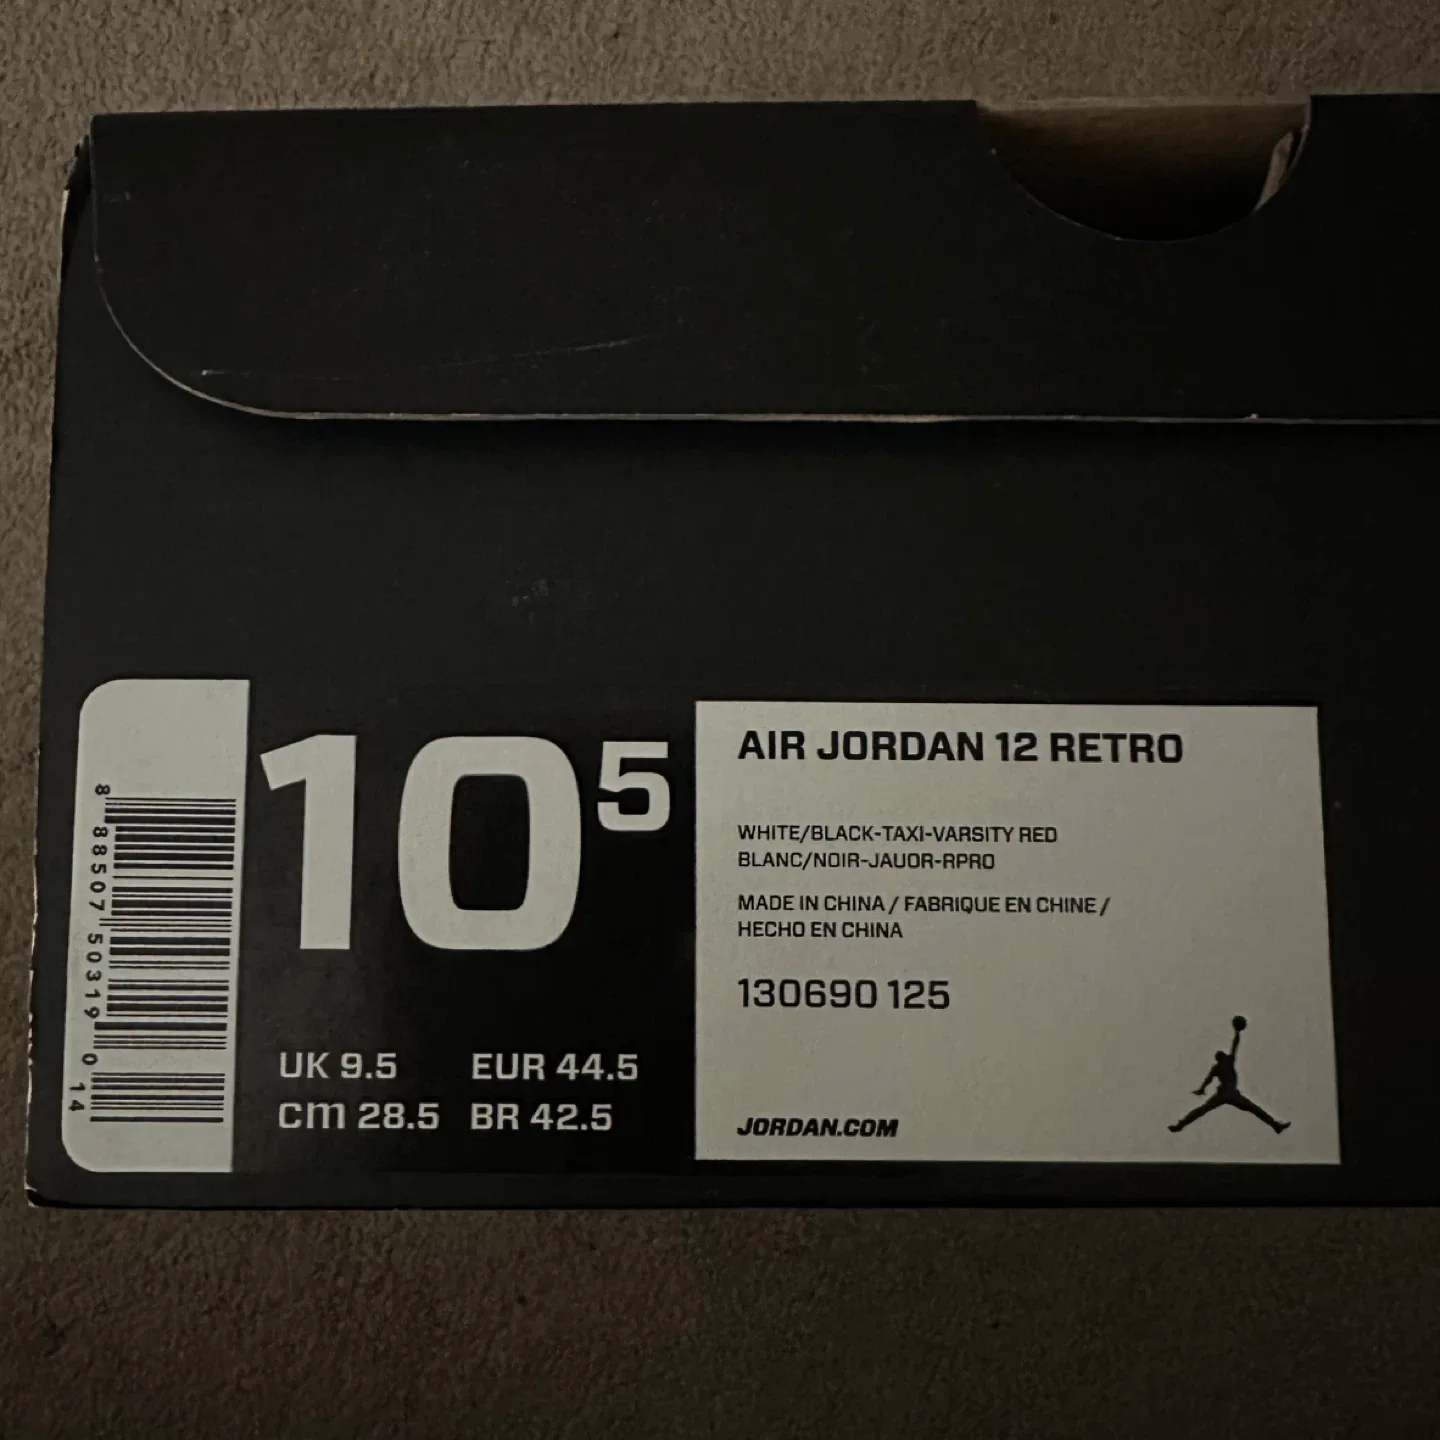 8 88507 50319 0 14
10 5
UK 9.5 EUR 44.5
cm 28.5 BR 42.5
AIR JORDAN 12 RETRO
WHITE/BLACK-TAXI-VARSITY RED
BLANC/NOIR-JAUOR-RPRO
MADE IN CHINA / FABRIQUE EN CHINE /
HECHO EN CHINA
130690 125
JORDAN.COM